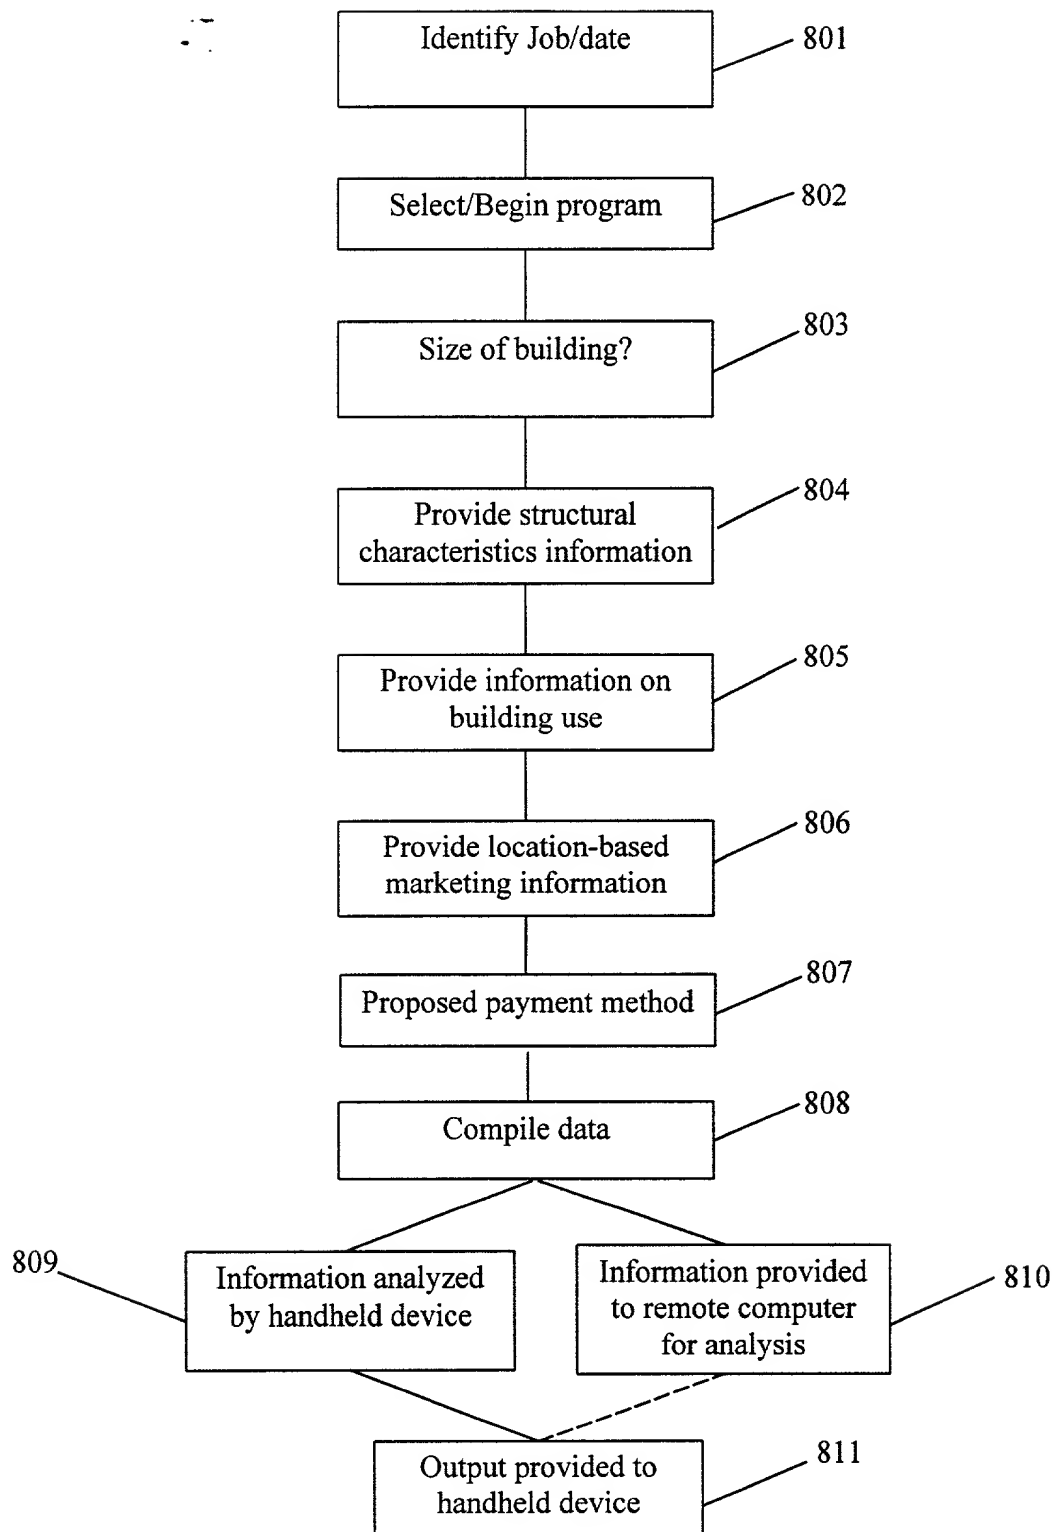 Identify Job/date
801
Select/Begin program
802
Size of building?
803
Provide structural
characteristics information
804
Provide information on
building use
805
Provide location-based
marketing information
806
Proposed payment method
807
Compile data
808
809
Information analyzed
by handheld device
Information provided
to remote computer
for analysis
810
Output provided to
handheld device
811